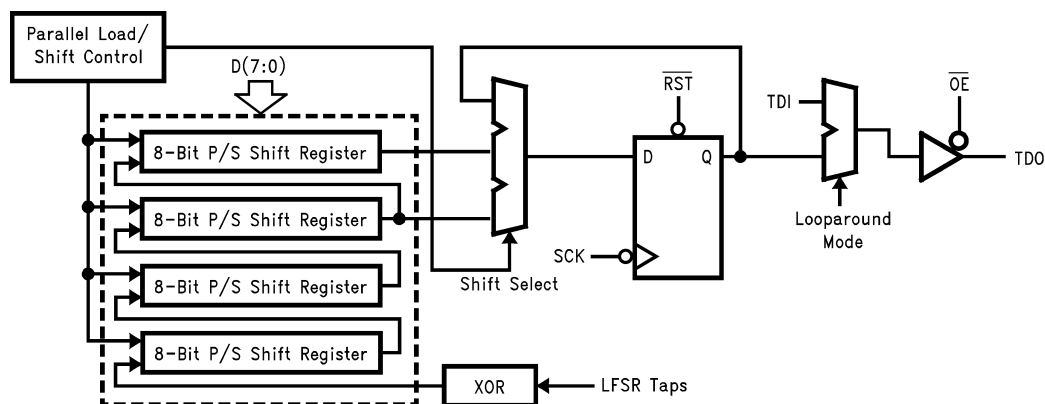 Parallel Load/
Shift Control
D(7:0)
8-Bit P/S Shift Register
8-Bit P/S Shift Register
8-Bit P/S Shift Register
8-Bit P/S Shift Register
XOR
LFSR Taps
Shift Select
RST
D
Q
SCK
TDI
Looparound
Mode
OE
TDO